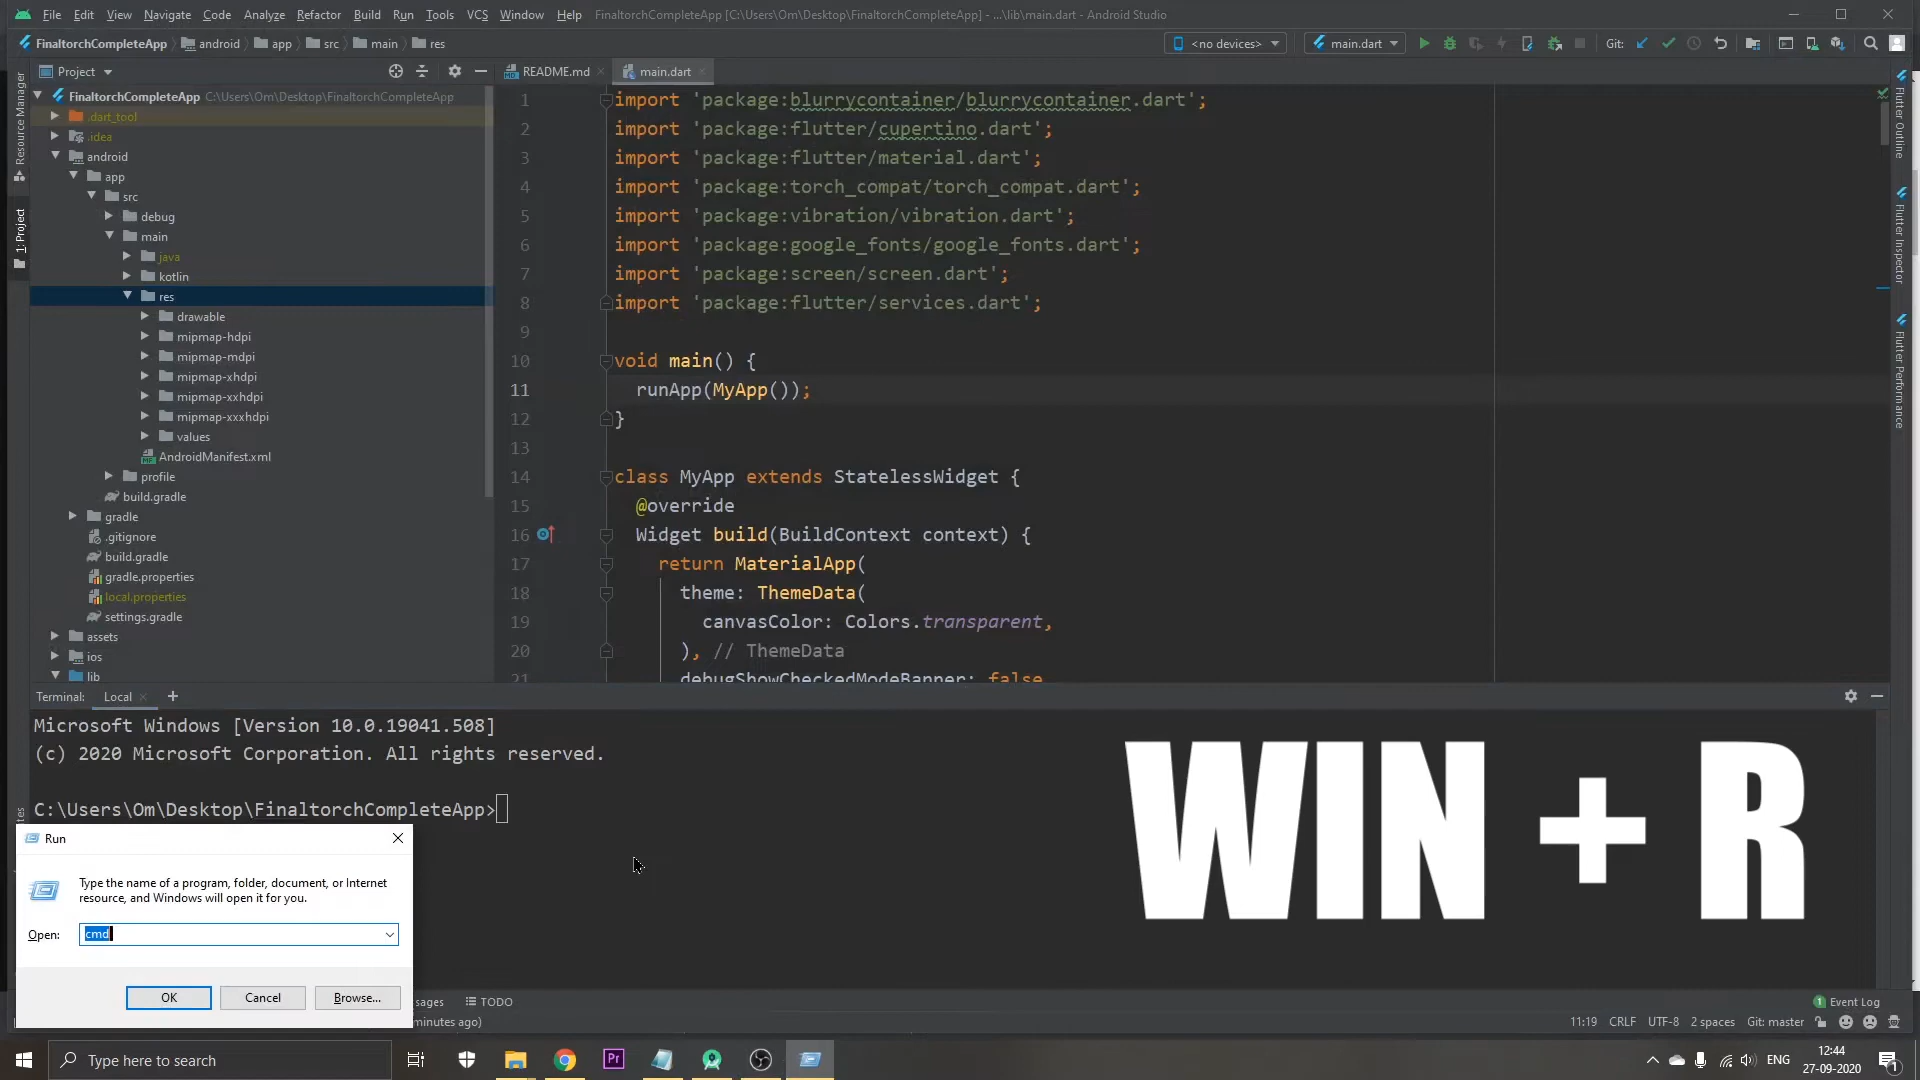 File Edit View Navigate Code Analyze Refactor Build Run Tools VCS Window Help FinaltorchCompleteApp [C:\Users\Om\Desktop\FinaltorchCompleteApp] - ...\lib\main.dart - Android Studio
FinaltorchCompleteApp android app src main res <no devices> main.dart Git:
Project README.md main.dart
FinaltorchCompleteApp C:\Users\Om\Desktop\FinaltorchCompleteApp
.dart_tool
.idea
android
app
src
debug
main
java
kotlin
res
drawable
mipmap-hdpi
mipmap-mdpi
mipmap-xhdpi
mipmap-xxhdpi
mipmap-xxxhdpi
values
AndroidManifest.xml
profile
build.gradle
gradle
.gitignore
build.gradle
gradle.properties
local.properties
settings.gradle
assets
ios
lib
Resource Manager
1: Project
1 import 'package:blurrycontainer/blurrycontainer.dart';
2 import 'package:flutter/cupertino.dart';
3 import 'package:flutter/material.dart';
4 import 'package:torch_compat/torch_compat.dart';
5 import 'package:vibration/vibration.dart';
6 import 'package:google_fonts/google_fonts.dart';
7 import 'package:screen/screen.dart';
8 import 'package:flutter/services.dart';
9
10 void main() {
11 runApp(MyApp());
12 }
13
14 class MyApp extends StatelessWidget {
15 @override
16 Widget build(BuildContext context) {
17 return MaterialApp(
18 theme: ThemeData(
19 canvasColor: Colors.transparent,
20 ), // ThemeData
21 debugShowCheckedModeBanner: false
Flutter Outline
Flutter Inspector
Flutter Performance
Terminal: Local +
Microsoft Windows [Version 10.0.19041.508]
(c) 2020 Microsoft Corporation. All rights reserved.
C:\Users\Om\Desktop\FinaltorchCompleteApp>
WIN + R
Run
Type the name of a program, folder, document, or Internet
resource, and Windows will open it for you.
Open: cmd
OK Cancel Browse...
sages TODO 1 Event Log
minutes ago) 11:19 CRLF UTF-8 2 spaces Git: master
Type here to search Pr ENG 12:44
27-09-2020 1